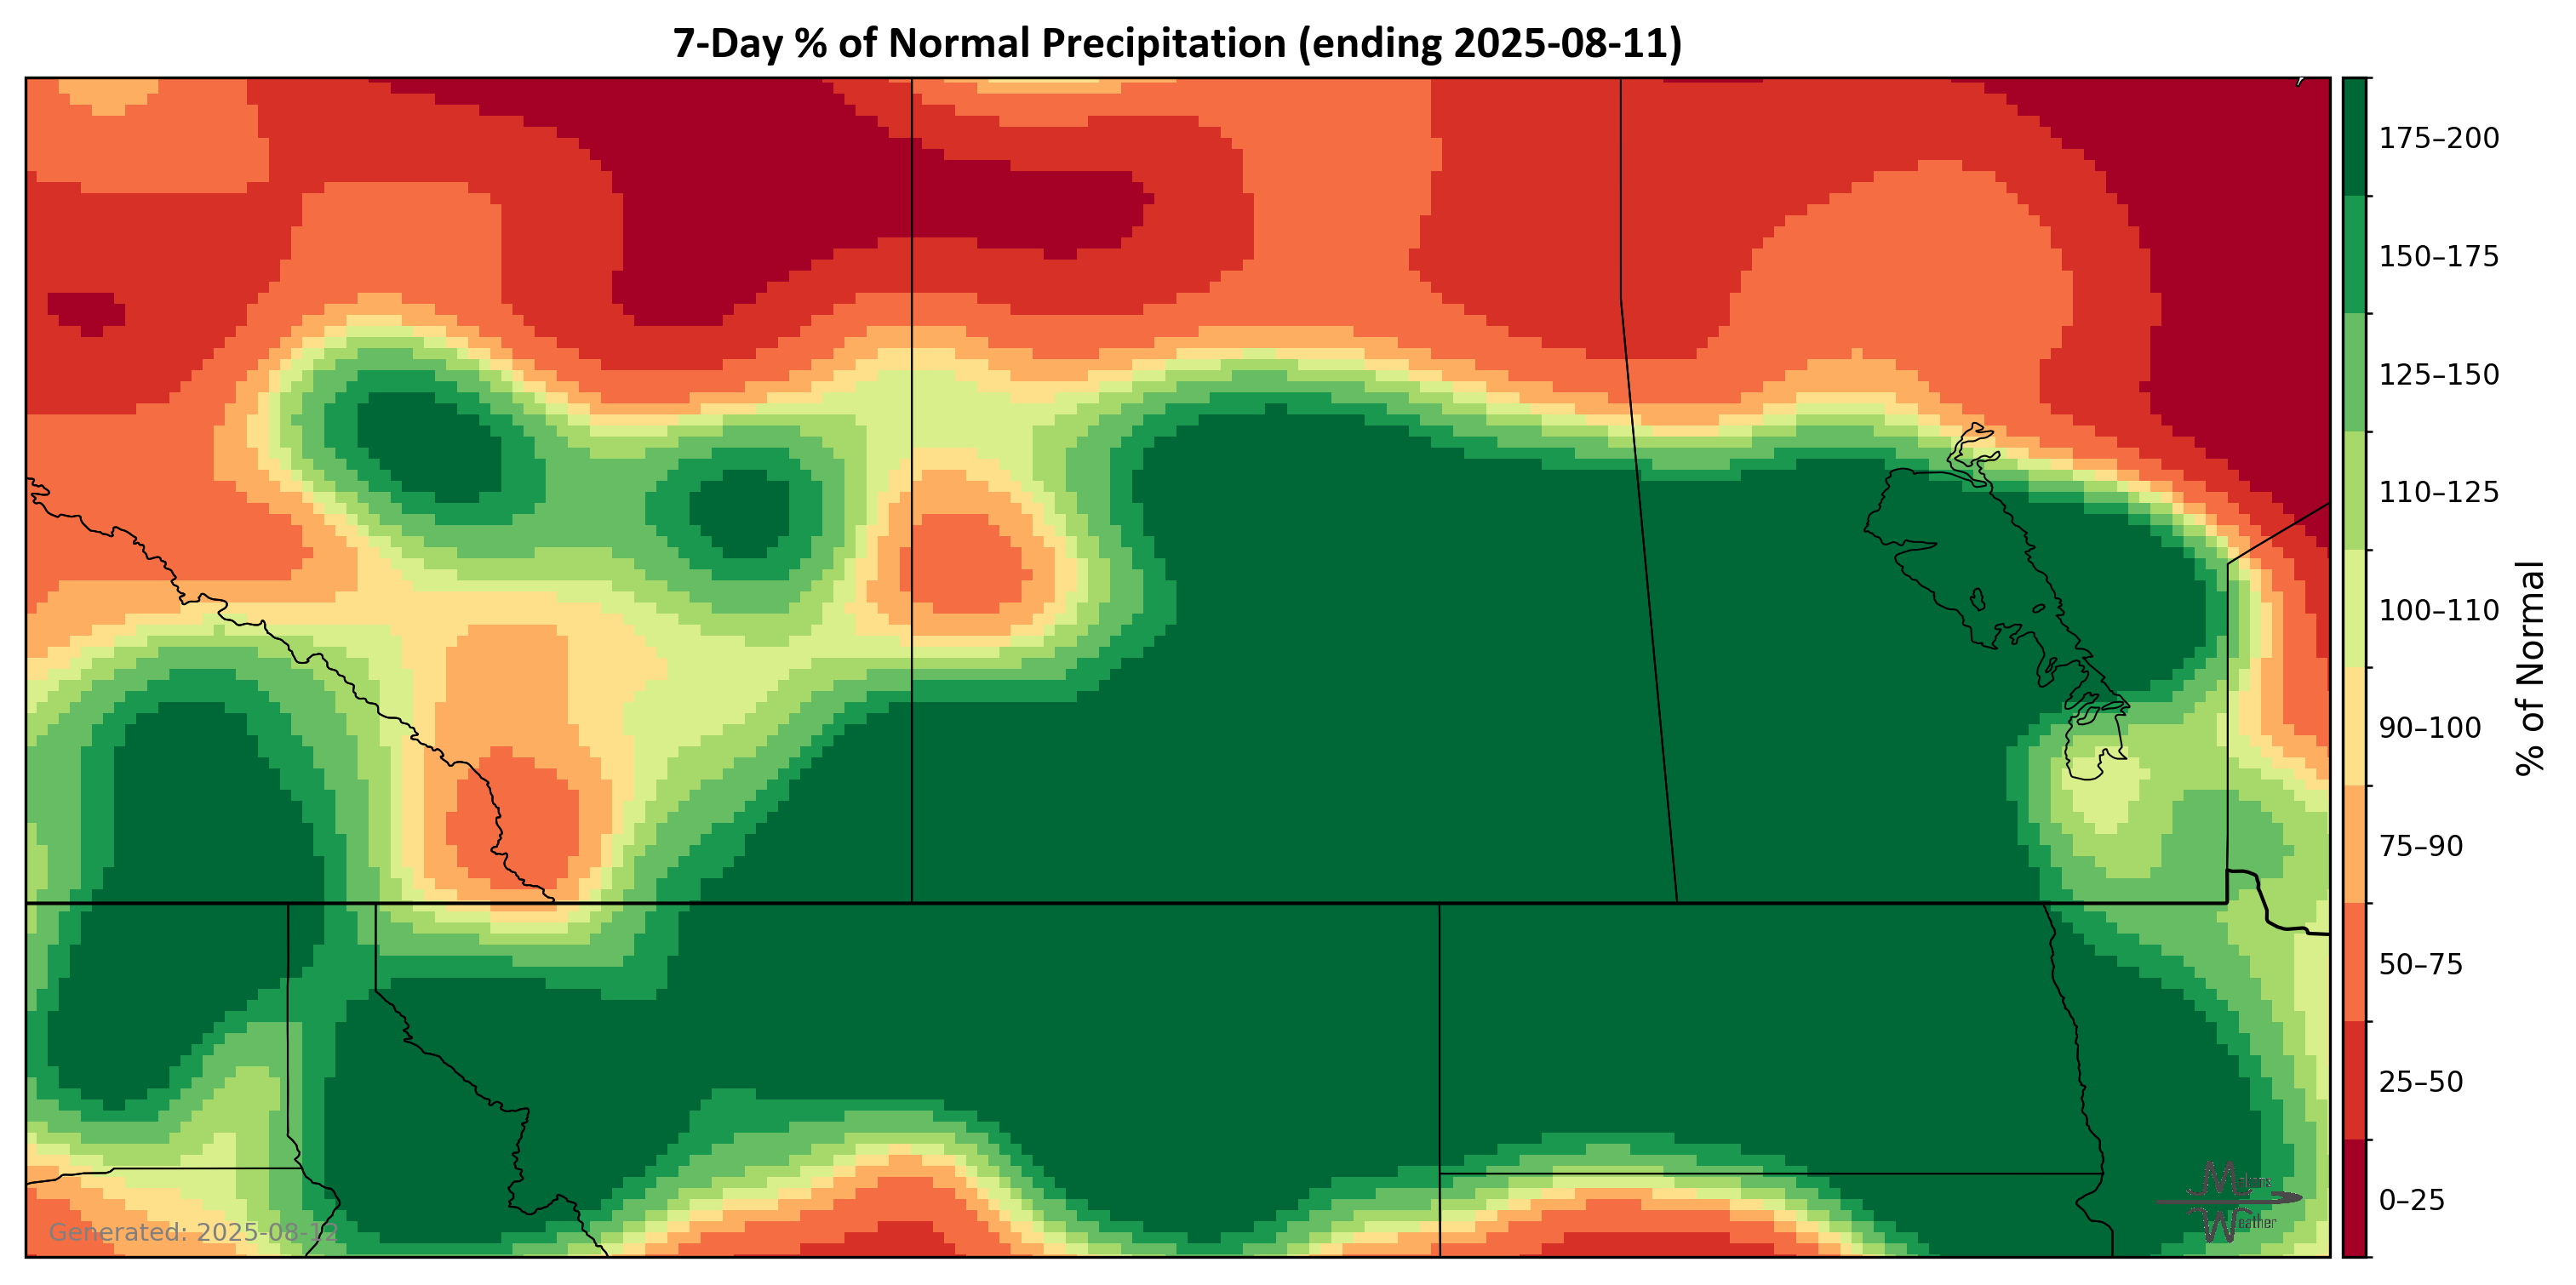 7-Day % of Normal Precipitation (ending 2025-08-11)
175–200
150–175
125–150
110–125
100–110
90–100
75–90
50–75
25–50
0–25
% of Normal
Generated: 2025-08-12
Weather